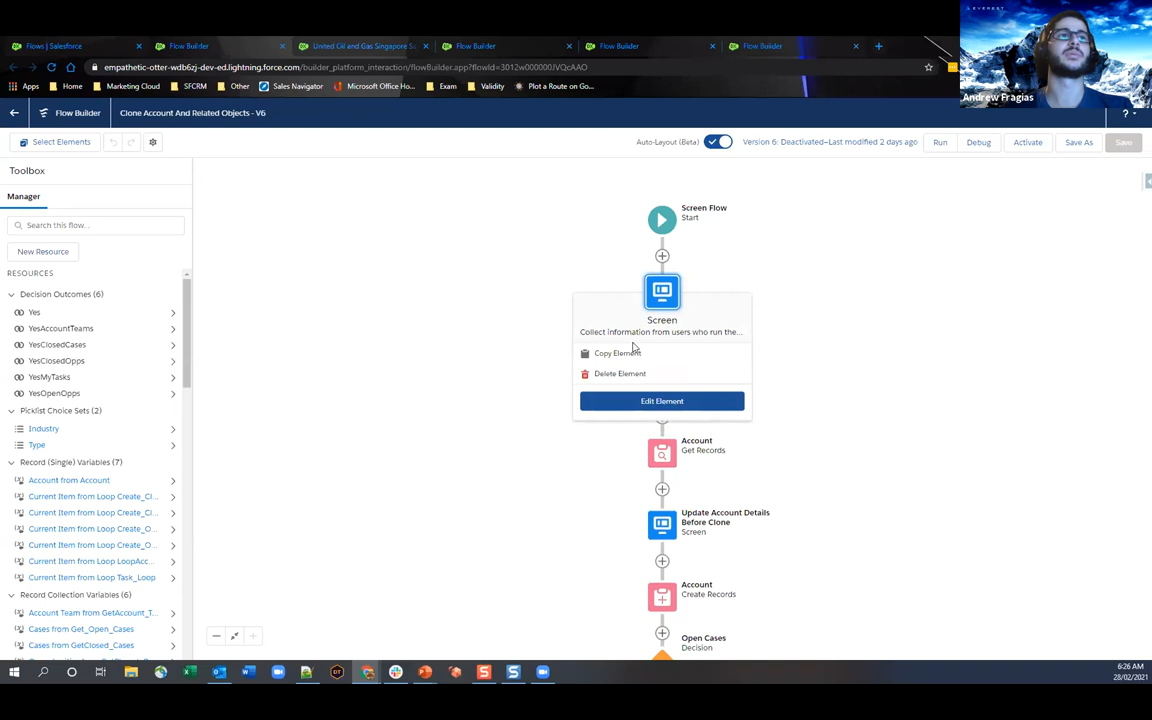 LEVEREST
Andrew Fragias
Flows | Salesforce
Flow Builder
United Oil and Gas Singapore S
Flow Builder
Flow Builder
Flow Builder
empathetic-otter-wdb6zj-dev-ed.lightning.force.com/builder_platform_interaction/flowBuilder.app?flowId=3012w000000JVQcAAO
Apps
Home
Marketing Cloud
SFCRM
Other
Sales Navigator
Microsoft Office Ho...
Exam
Validity
Plot a Route on Go...
Flow Builder
Clone Account And Related Objects - V6
?
Select Elements
Auto-Layout (Beta)
Version 6: Deactivated—Last modified 2 days ago
Run
Debug
Activate
Save As
Save
Toolbox
Manager
Search this flow...
New Resource
RESOURCES
Decision Outcomes (6)
Yes
YesAccountTeams
YesClosedCases
YesClosedOpps
YesMyTasks
YesOpenOpps
Picklist Choice Sets (2)
Industry
Type
Record (Single) Variables (7)
Account from Account
Current Item from Loop Create_Cl...
Current Item from Loop Create_Cl...
Current Item from Loop Create_O...
Current Item from Loop Create_O...
Current Item from Loop LoopAcc...
Current Item from Loop Task_Loop
Record Collection Variables (6)
Account Team from GetAccount_T...
Cases from Get_Open_Cases
Cases from GetClosed_Cases
Screen Flow
Start
Screen
Collect information from users who run the...
Copy Element
Delete Element
Edit Element
Account
Get Records
Update Account Details
Before Clone
Screen
Account
Create Records
Open Cases
Decision
6:26 AM
28/02/2021